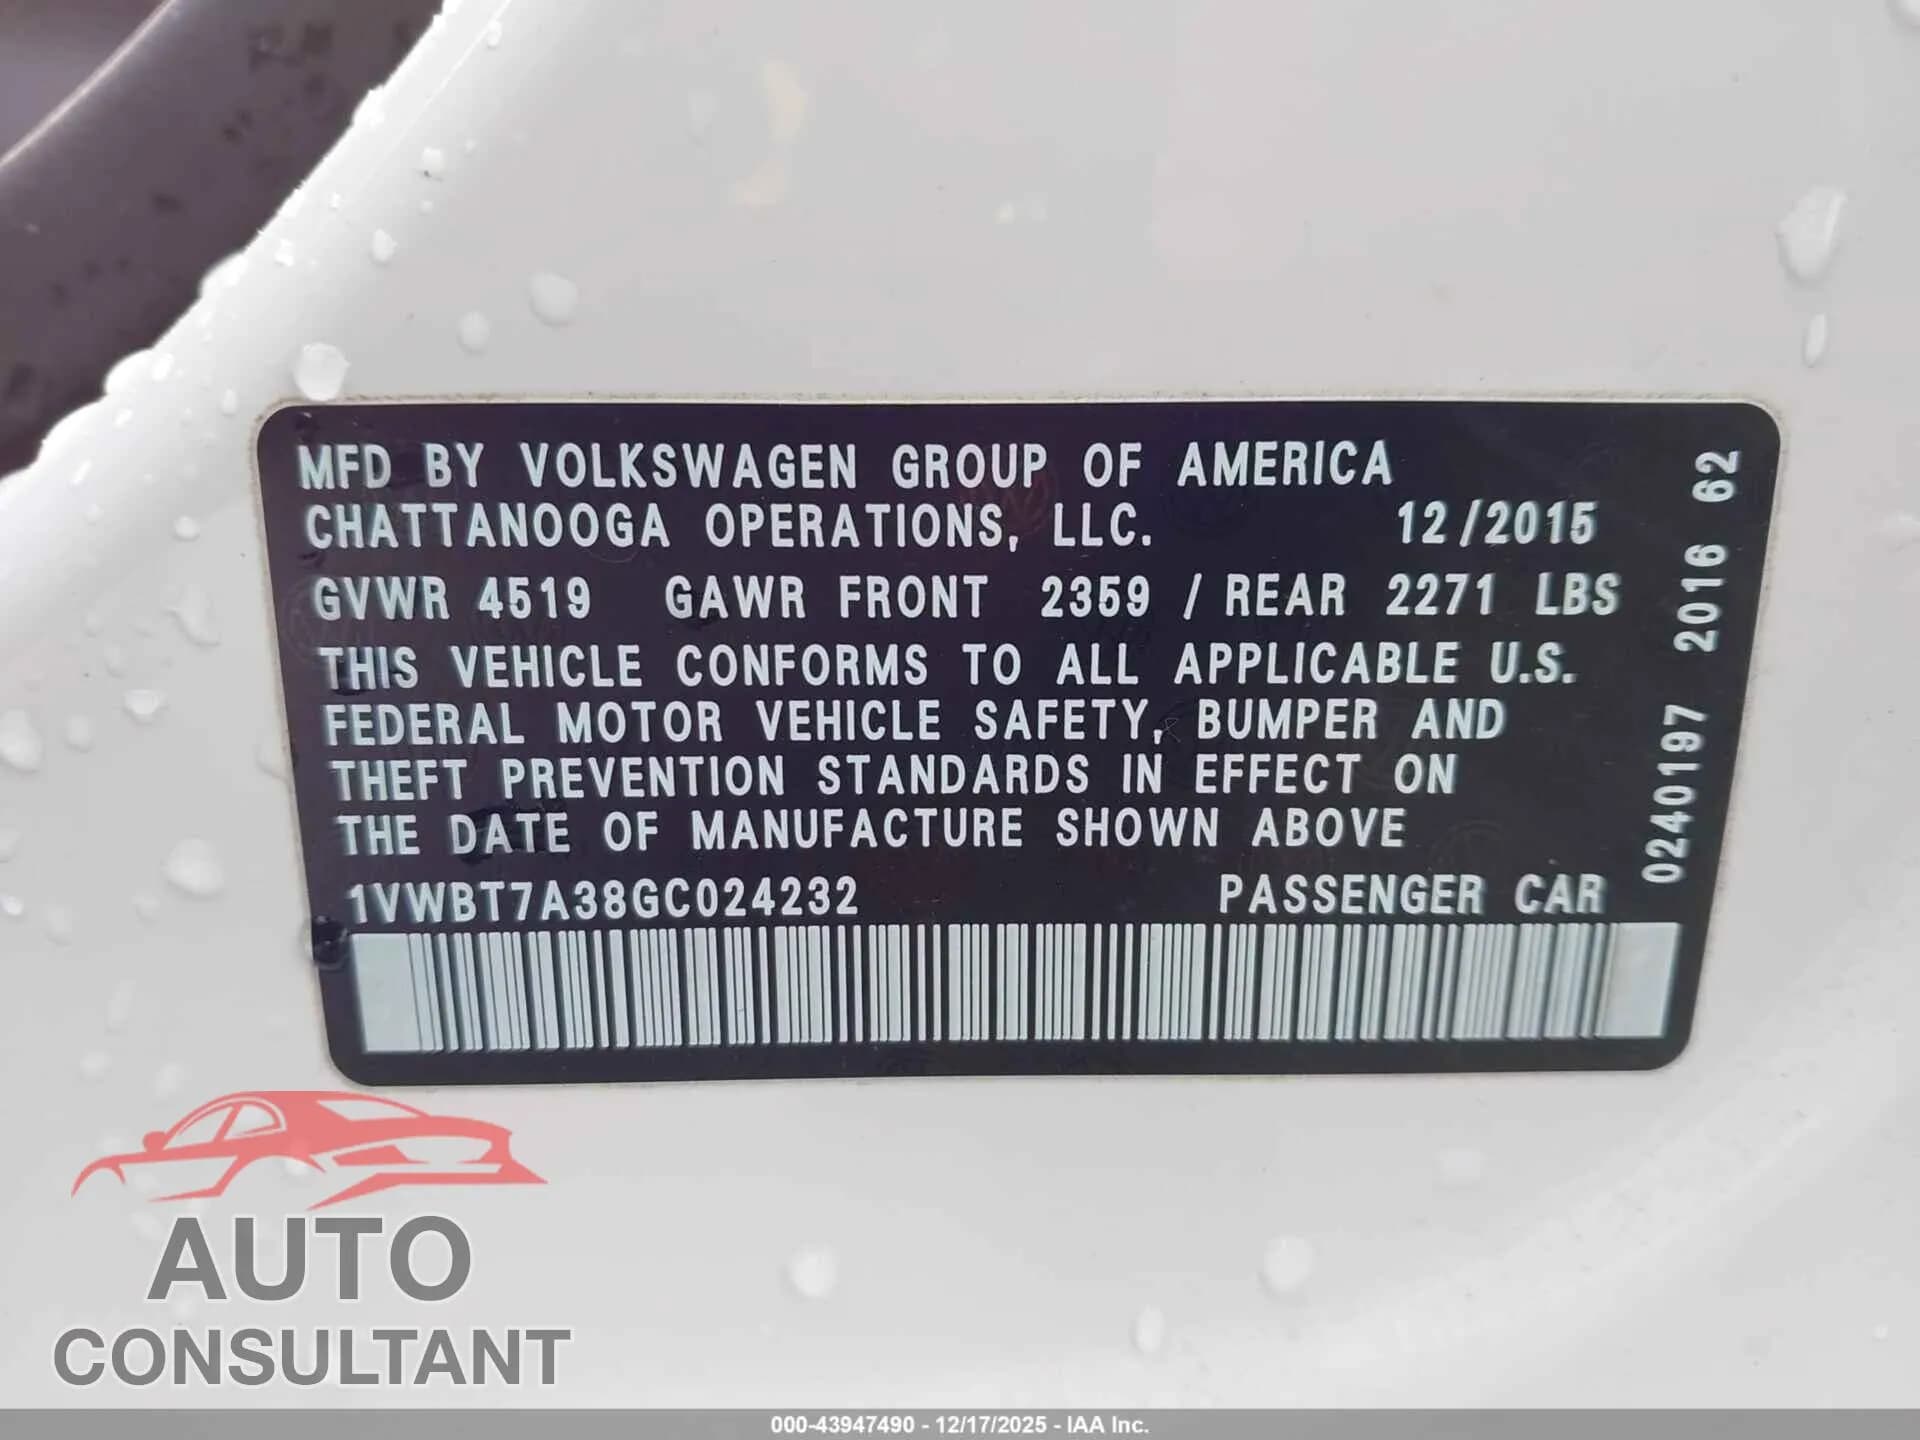 MFD BY VOLKSWAGEN GROUP OF AMERICA
CHATTANOOGA OPERATIONS, LLC. 12/2015
GVWR 4519 GAWR FRONT 2359 / REAR 2271 LBS
THIS VEHICLE CONFORMS TO ALL APPLICABLE U.S.
FEDERAL MOTOR VEHICLE SAFETY, BUMPER AND
THEFT PREVENTION STANDARDS IN EFFECT ON
THE DATE OF MANUFACTURE SHOWN ABOVE
1VWBT7A38GC024232 PASSENGER CAR
0240197 2016 62
AUTO
CONSULTANT
000-43947490 - 12/17/2025 - IAA Inc.